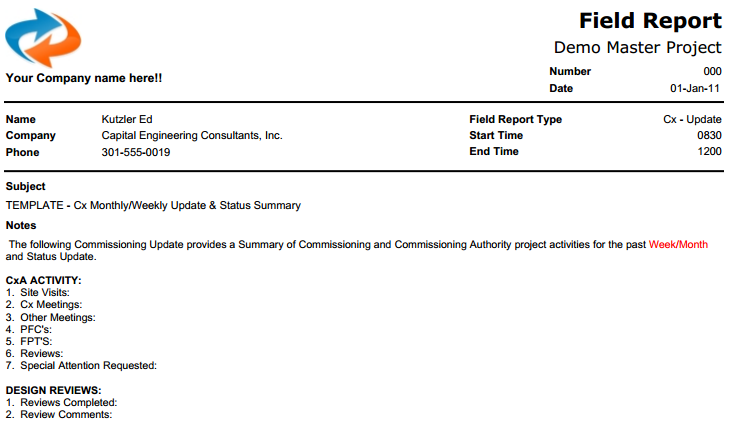 Field Report
Demo Master Project
Your Company name here!!
Number 000
Date 01-Jan-11
Name Kutzler Ed Field Report Type Cx - Update
Company Capital Engineering Consultants, Inc. Start Time 0830
Phone 301-555-0019 End Time 1200
Subject
TEMPLATE - Cx Monthly/Weekly Update & Status Summary
Notes
The following Commissioning Update provides a Summary of Commissioning and Commissioning Authority project activities for the past Week/Month
and Status Update.
CxA ACTIVITY:
1. Site Visits:
2. Cx Meetings:
3. Other Meetings:
4. PFC's:
5. FPT'S:
6. Reviews:
7. Special Attention Requested:
DESIGN REVIEWS:
1. Reviews Completed:
2. Review Comments: